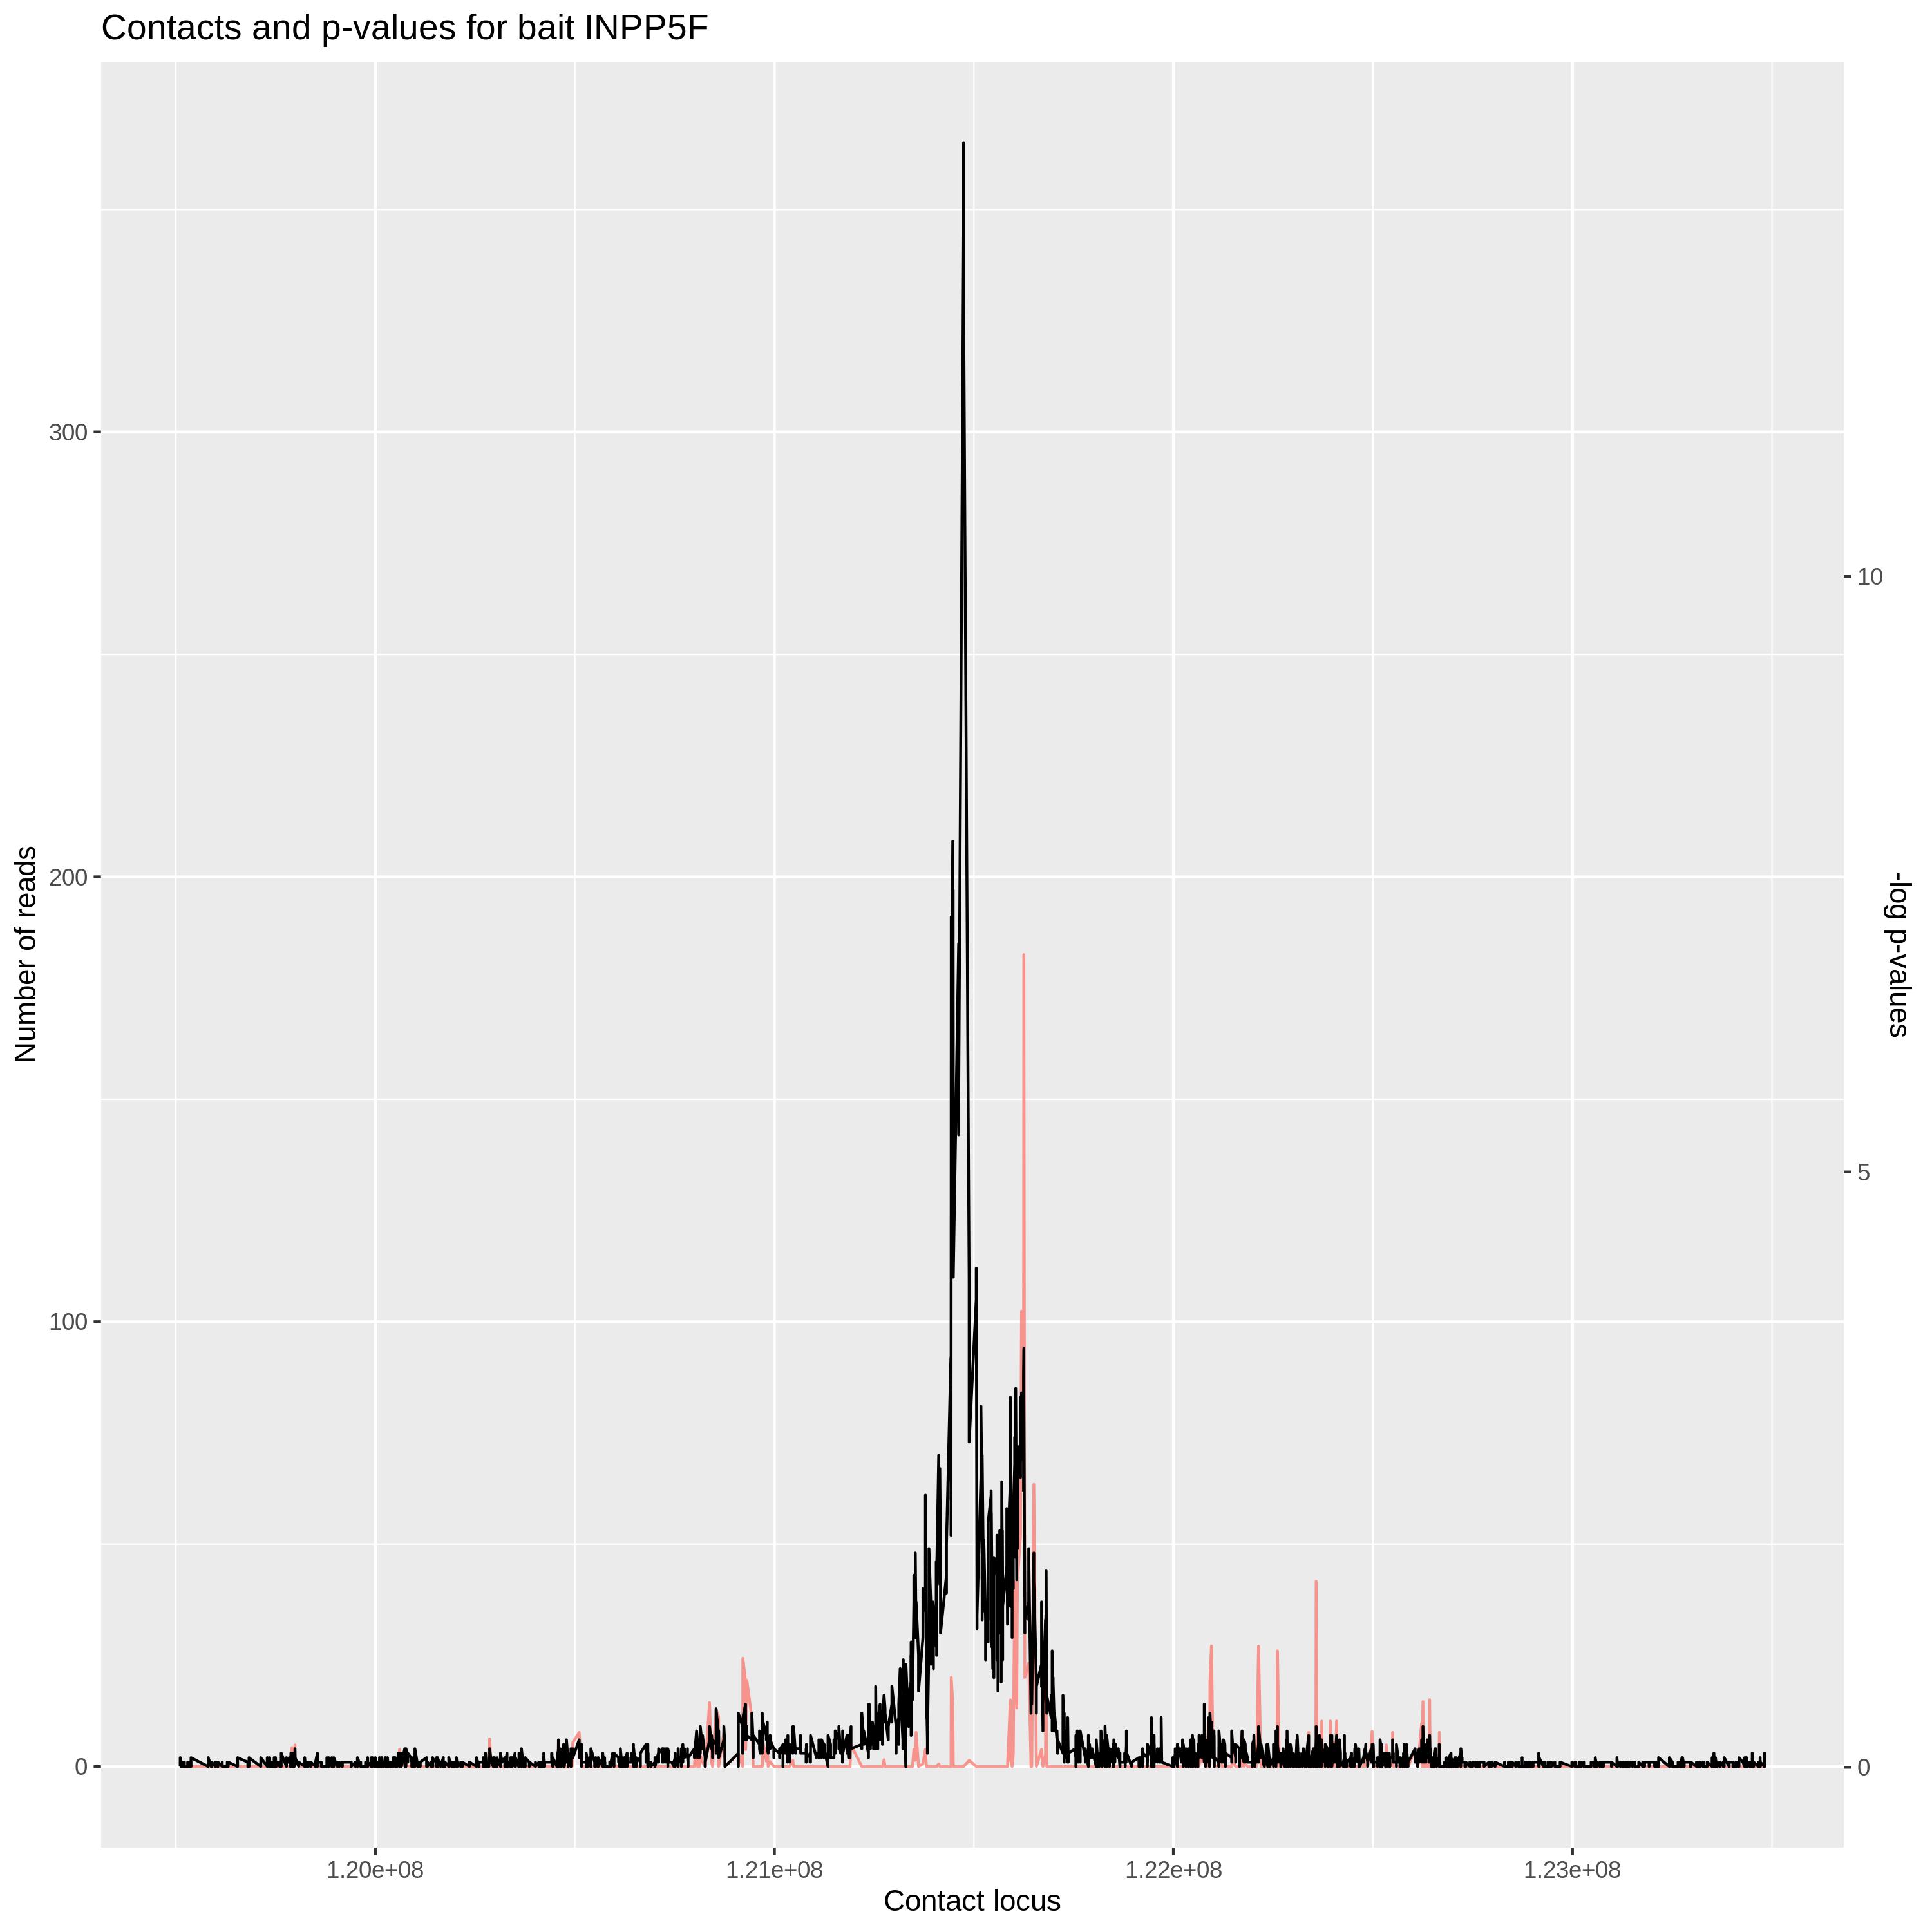 Contacts and p-values for bait INPP5F
Number of reads
300
200
100
0
10
5
0
-log p-values
1.20e+08
1.21e+08
1.22e+08
1.23e+08
Contact locus